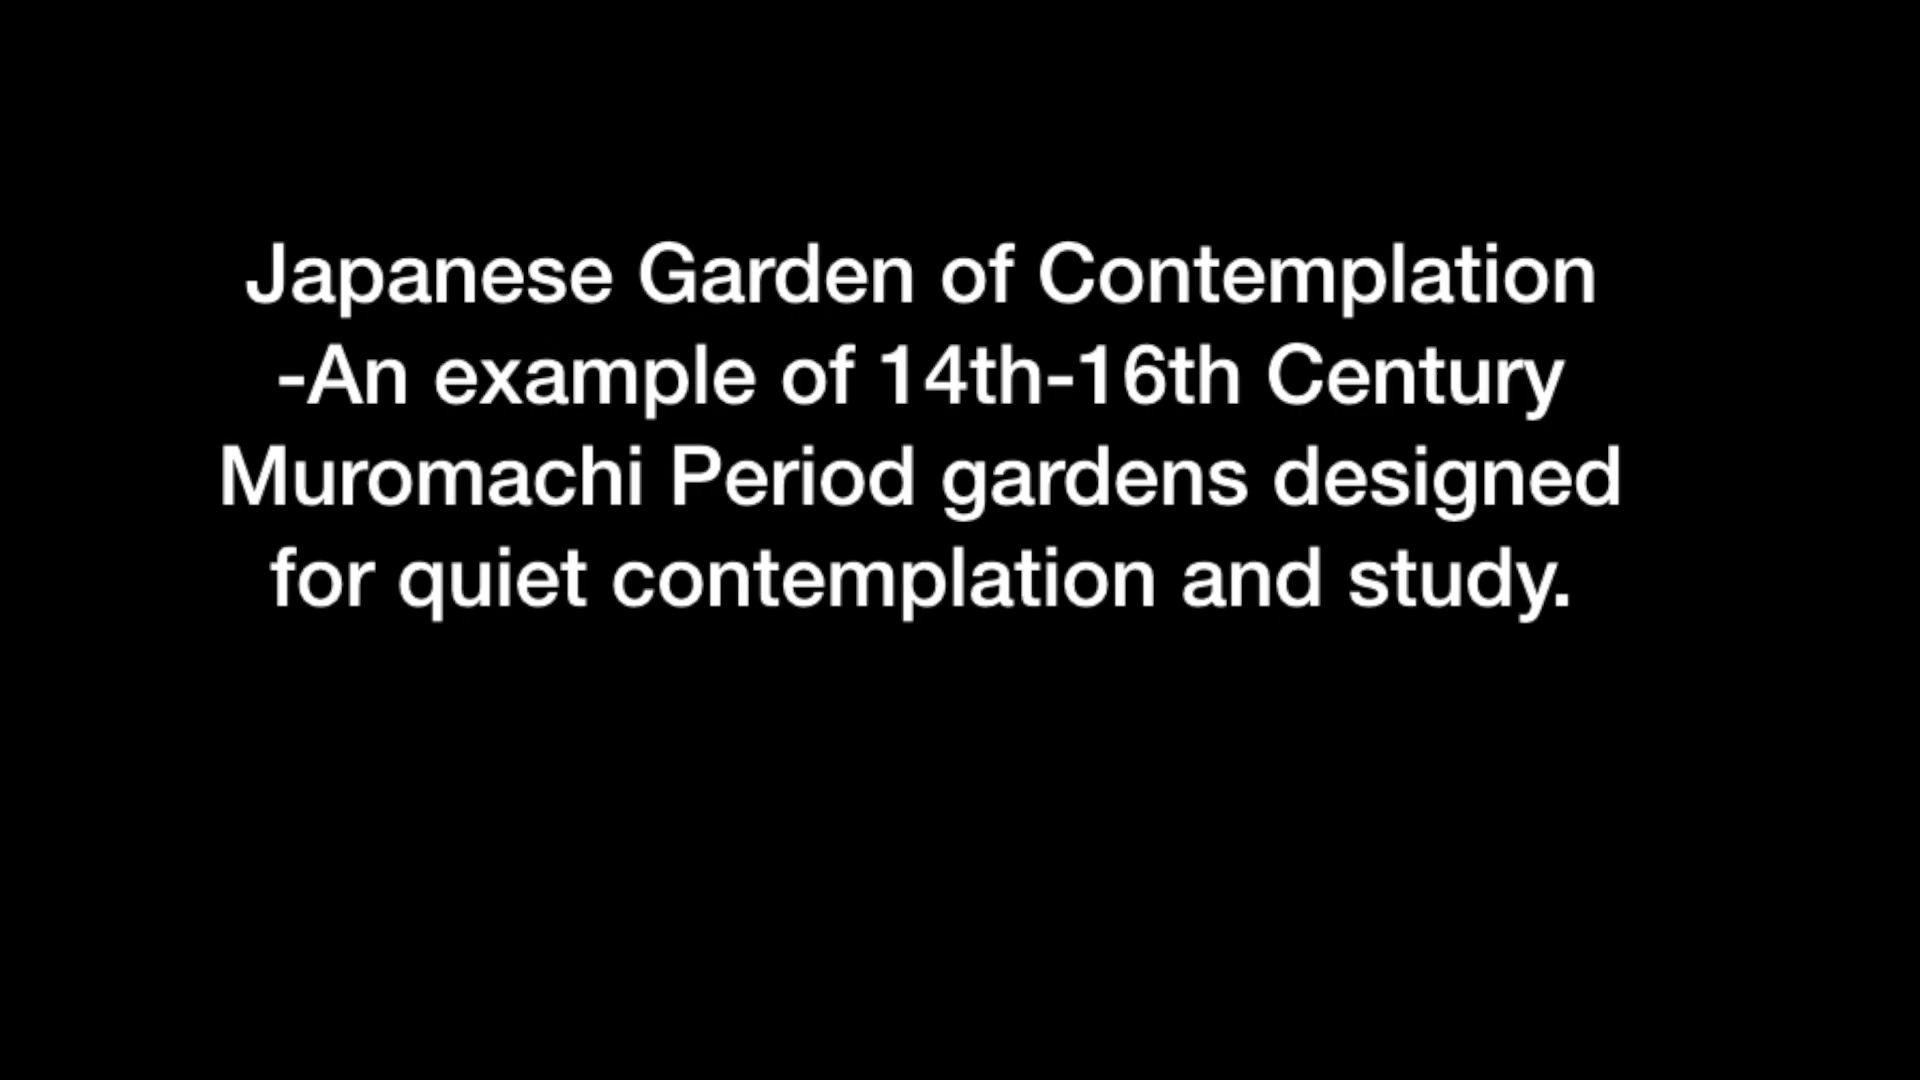 Japanese Garden of Contemplation
-An example of 14th-16th Century
Muromachi Period gardens designed
for quiet contemplation and study.